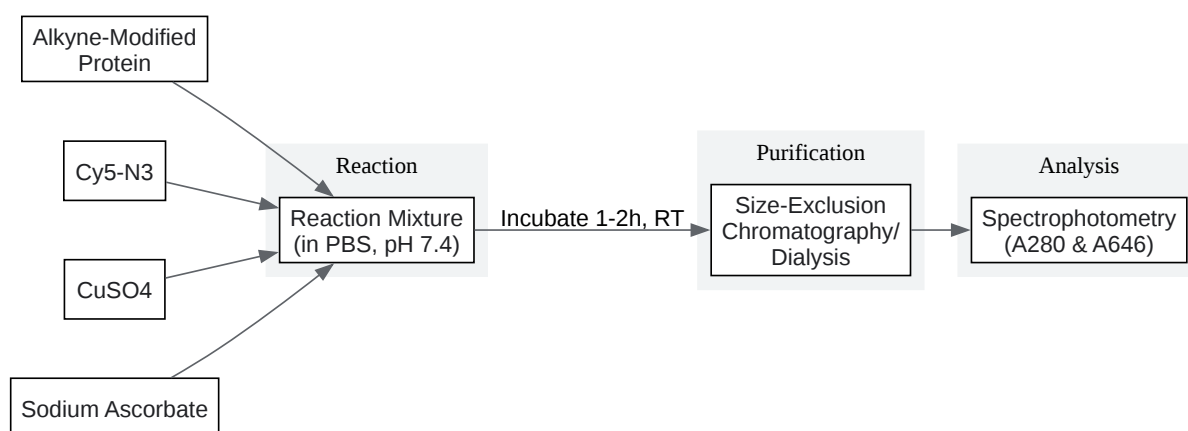 Alkyne-Modified
Protein
Cy5-N3
CuSO4
Sodium Ascorbate
Reaction
Reaction Mixture
(in PBS, pH 7.4)
Incubate 1-2h, RT
Purification
Size-Exclusion
Chromatography/
Dialysis
Analysis
Spectrophotometry
(A280 & A646)